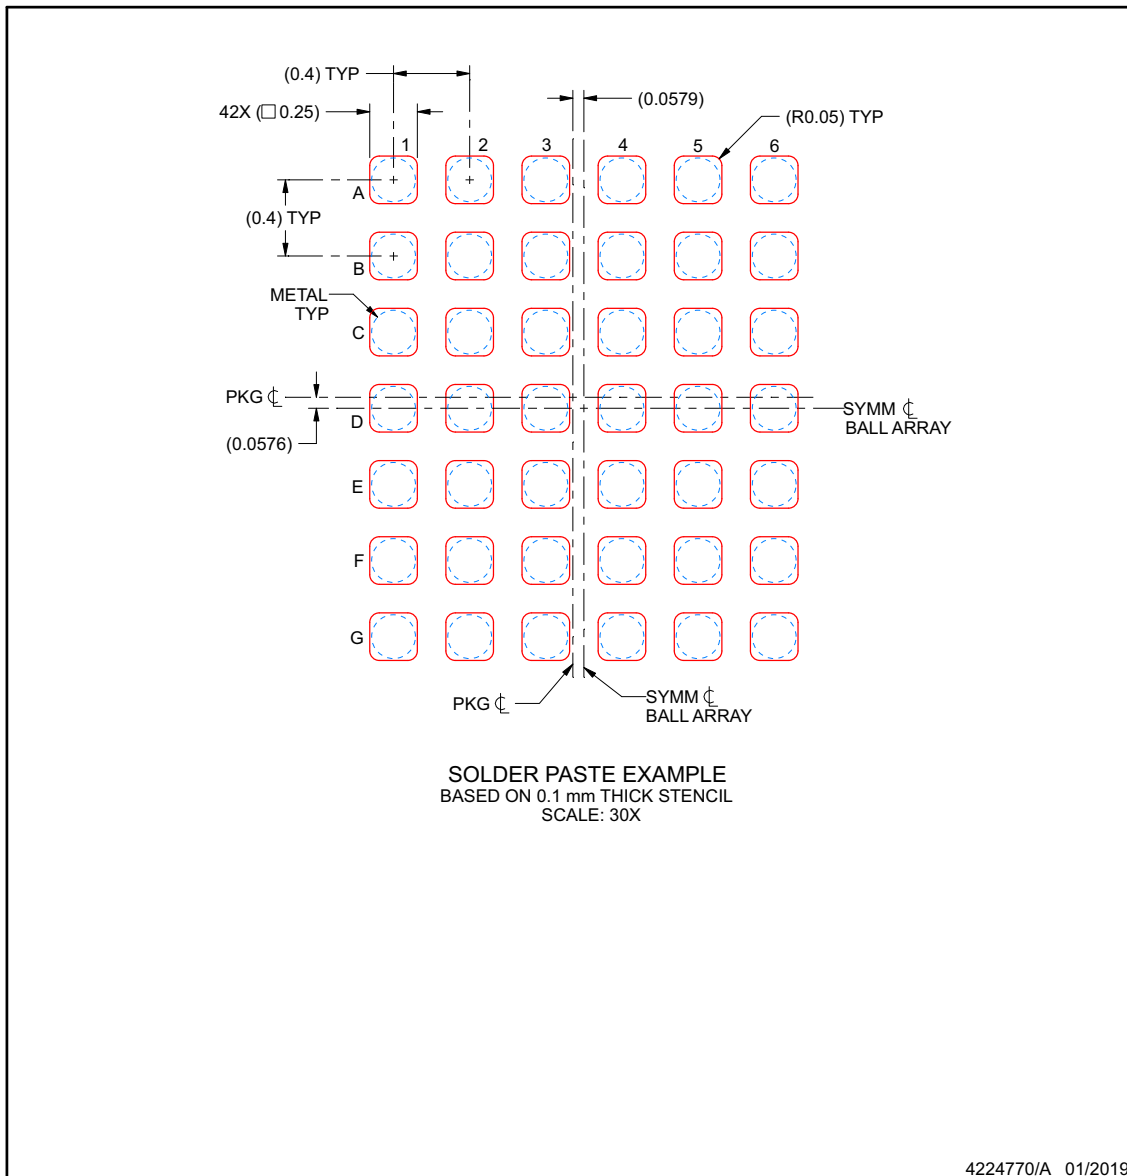 (0.4) TYP
(0.0579)
42X (□ 0.25)
(R0.05) TYP
1 2 3 4 5 6
A
(0.4) TYP
B
METAL
TYP
C
PKG ℄
D
SYMM ℄
BALL ARRAY
(0.0576)
E
F
G
PKG ℄
SYMM ℄
BALL ARRAY
SOLDER PASTE EXAMPLE
BASED ON 0.1 mm THICK STENCIL
SCALE: 30X
4224770/A 01/2019